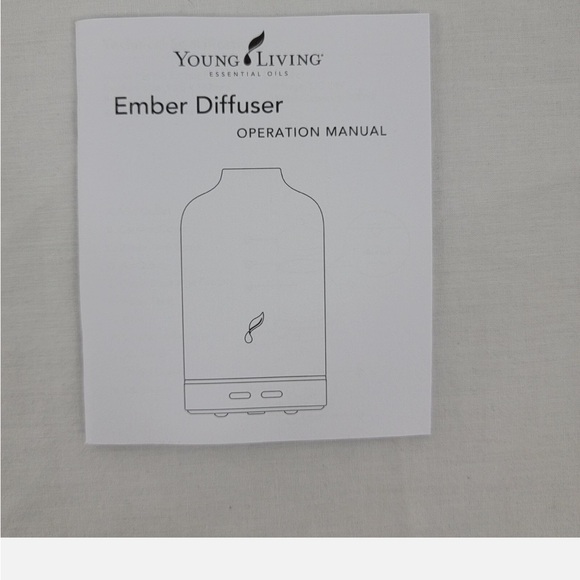 YOUNG LIVING
ESSENTIAL OILS
Ember Diffuser
OPERATION MANUAL